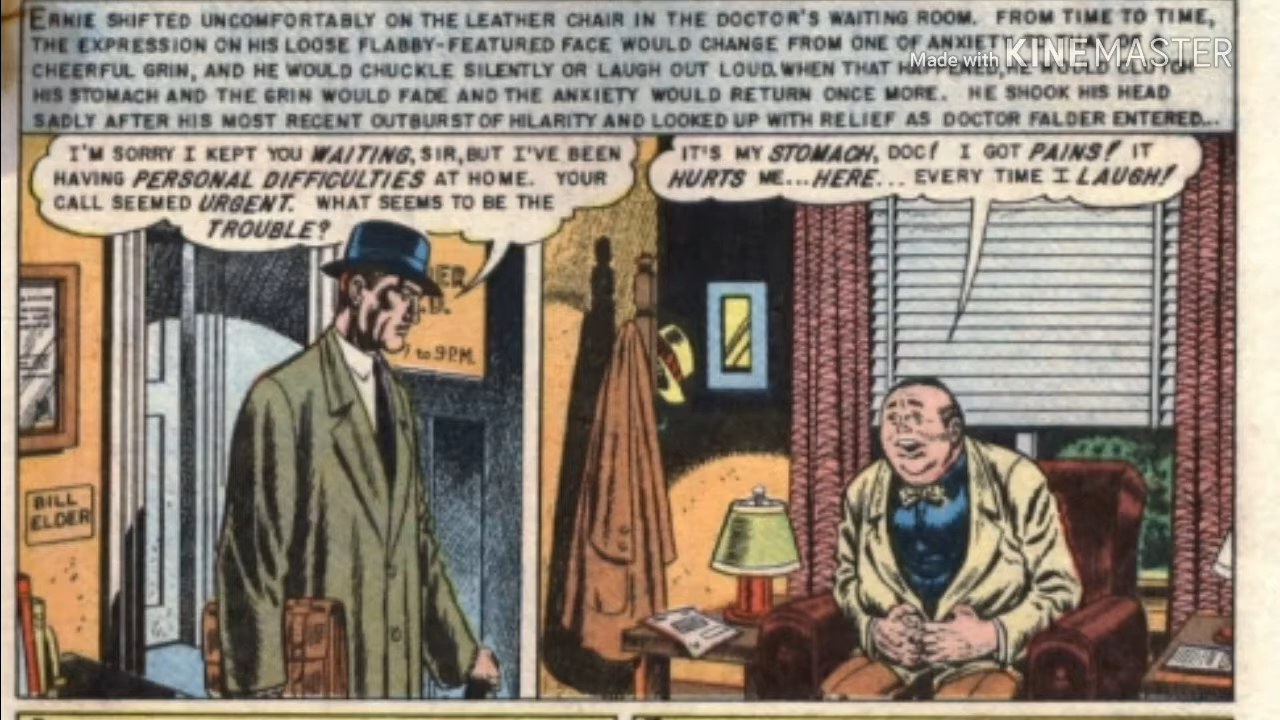 ERNIE SHIFTED UNCOMFORTABLY ON THE LEATHER CHAIR IN THE DOCTOR'S WAITING ROOM. FROM TIME TO TIME,
THE EXPRESSION ON HIS LOOSE FLABBY-FEATURED FACE WOULD CHANGE FROM ONE OF ANXIETY
CHEERFUL GRIN, AND HE WOULD CHUCKLE SILENTLY OR LAUGH OUT LOUD. WHEN THAT HAPPENED, HE WOULD CLUTCH
HIS STOMACH AND THE GRIN WOULD FADE AND THE ANXIETY WOULD RETURN ONCE MORE. HE SHOOK HIS HEAD
SADLY AFTER HIS MOST RECENT OUTBURST OF HILARITY AND LOOKED UP WITH RELIEF AS DOCTOR FALDER ENTERED...
Made with KINEMASTER
I'M SORRY I KEPT YOU WAITING, SIR, BUT I'VE BEEN
HAVING PERSONAL DIFFICULTIES AT HOME. YOUR
CALL SEEMED URGENT. WHAT SEEMS TO BE THE
TROUBLE?
IT'S MY STOMACH, DOC! I GOT PAINS! IT
HURTS ME... HERE... EVERY TIME I LAUGH!
DER
.D.
7 to 9 P.M.
BILL
ELDER